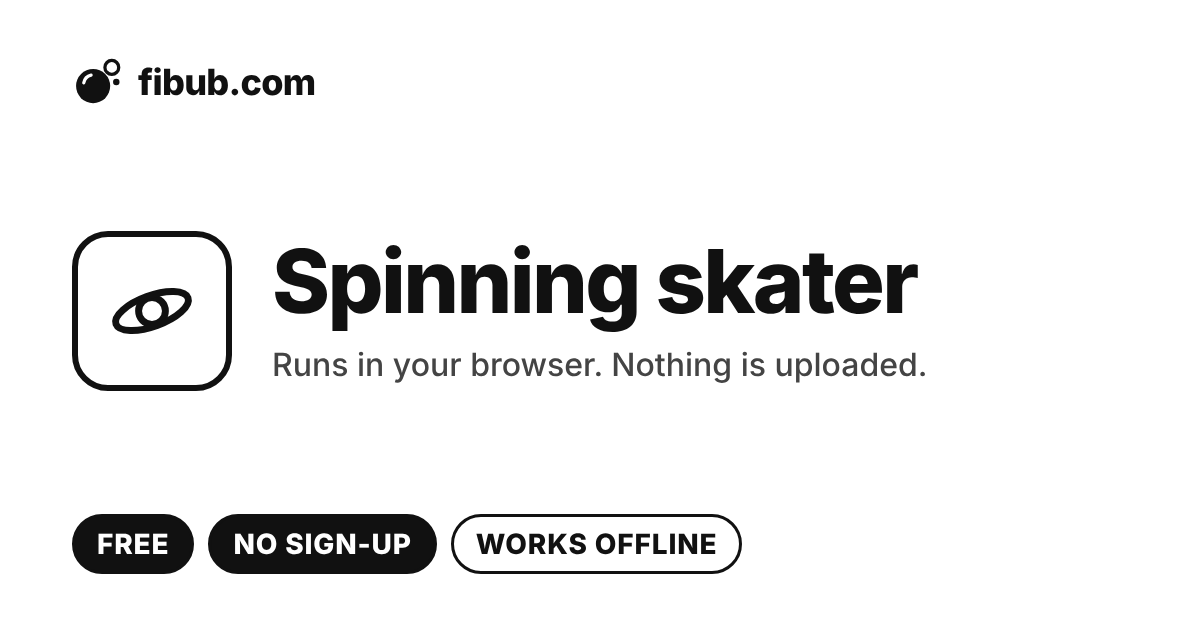 fibub.com
Spinning skater
Runs in your browser. Nothing is uploaded.
FREE
NO SIGN-UP
WORKS OFFLINE